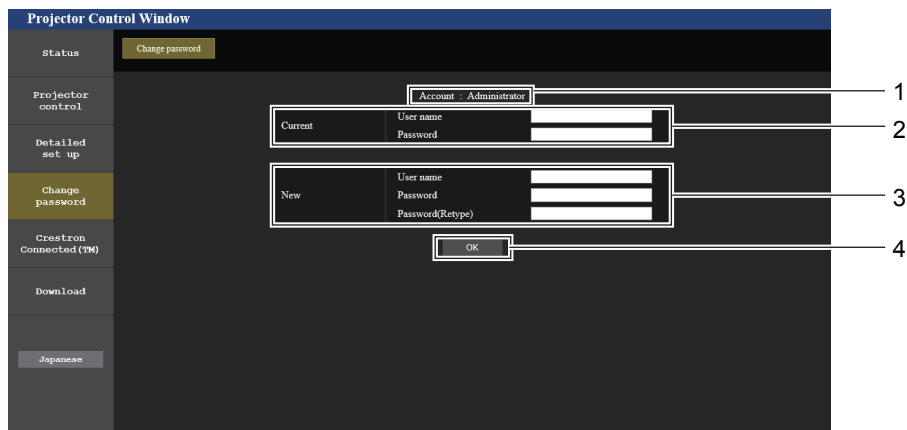 Projector Control Window
Status
Change password
Projector
control
Detailed
set up
Change
password
Crestron
Connected(TM)
Download
Japanese
Account : Administrator
Current
User name
Password
New
User name
Password
Password(Retype)
OK
1
2
3
4